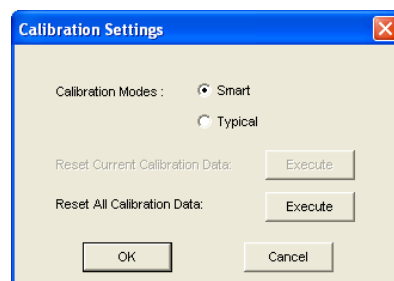 Calibration Settings
Calibration Modes : Smart
Typical
Reset Current Calibration Data: Execute
Reset All Calibration Data: Execute
OK Cancel